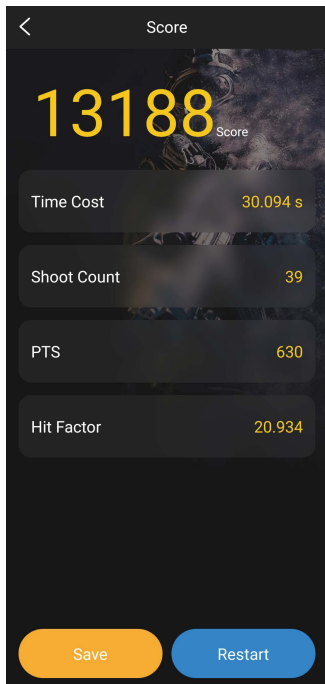 Score
13188 Score
Time Cost 30.094 s
Shoot Count 39
PTS 630
Hit Factor 20.934
Save Restart